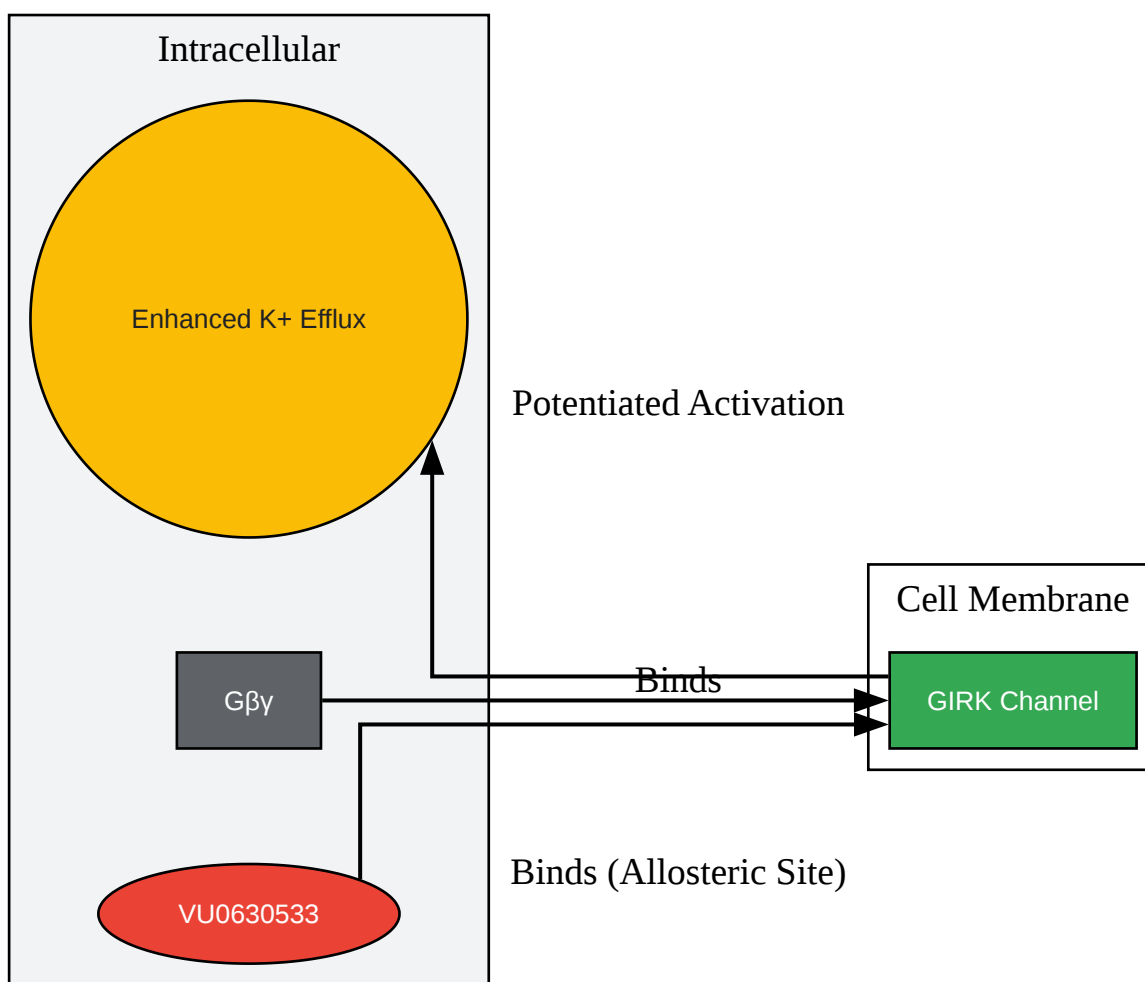 Intracellular
Enhanced K+ Efflux
Potentiated Activation
Cell Membrane
Binds
Gβγ
GIRK Channel
Binds (Allosteric Site)
VU0630533